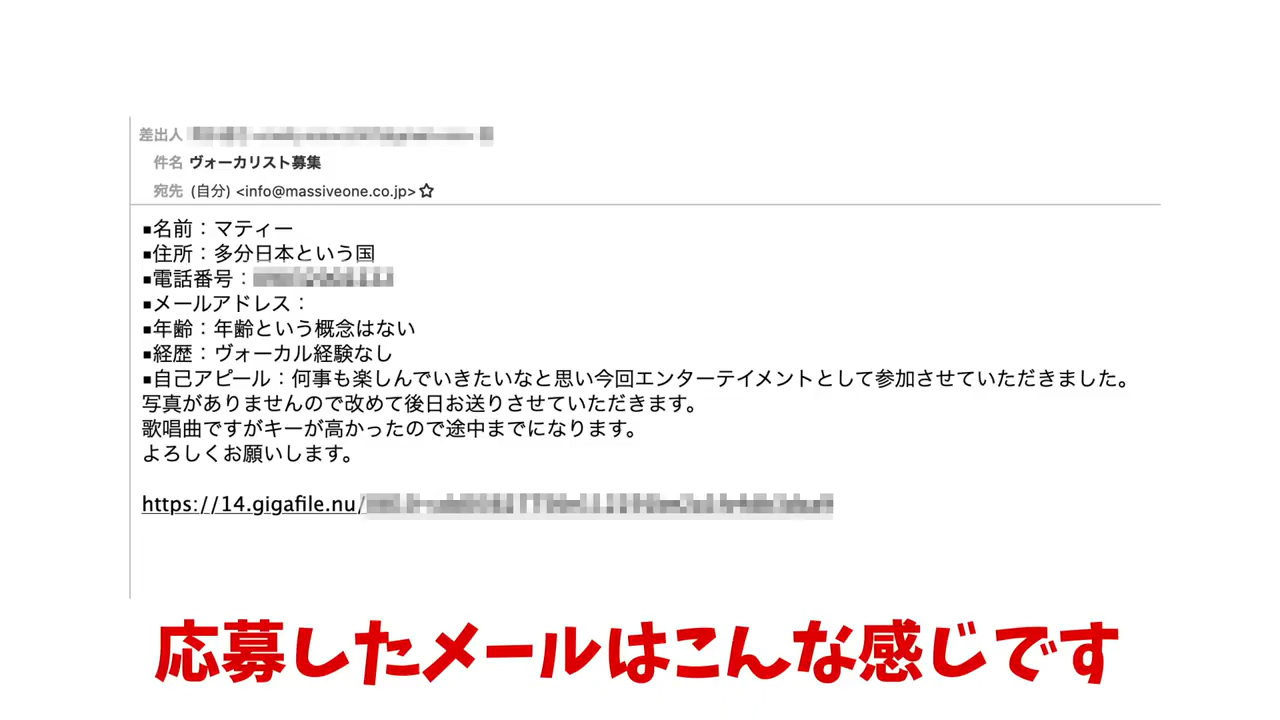 差出人
件名 ヴォーカリスト募集
宛先 (自分) <info@massiveone.co.jp>☆
▪名前：マティー
▪住所：多分日本という国
▪電話番号：
▪メールアドレス：
▪年齢：年齢という概念はない
▪経歴：ヴォーカル経験なし
▪自己アピール：何事も楽しんでいきたいなと思い今回エンターテイメントとして参加させていただきました。
写真がありませんので改めて後日お送りさせていただきます。
歌唱曲ですがキーが高かったので途中までになります。
よろしくお願いします。
https://14.gigafile.nu/
応募したメールはこんな感じです